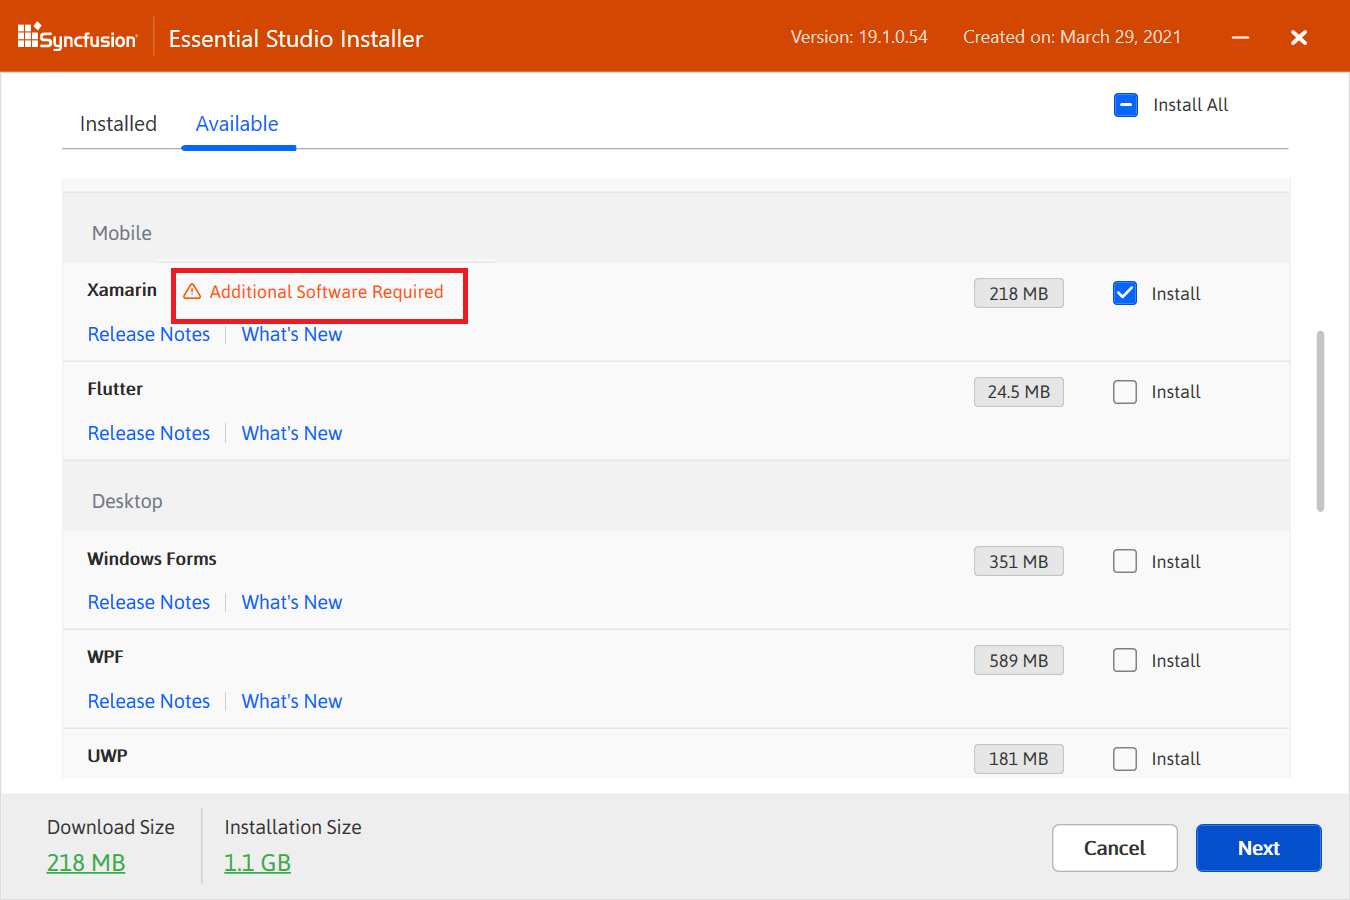 Syncfusion Essential Studio Installer Version: 19.1.0.54 Created on: March 29, 2021
Installed Available Install All
Mobile
Xamarin Additional Software Required 218 MB Install
Release Notes What's New
Flutter 24.5 MB Install
Release Notes What's New
Desktop
Windows Forms 351 MB Install
Release Notes What's New
WPF 589 MB Install
Release Notes What's New
UWP 181 MB Install
Download Size Installation Size
218 MB 1.1 GB
Cancel Next